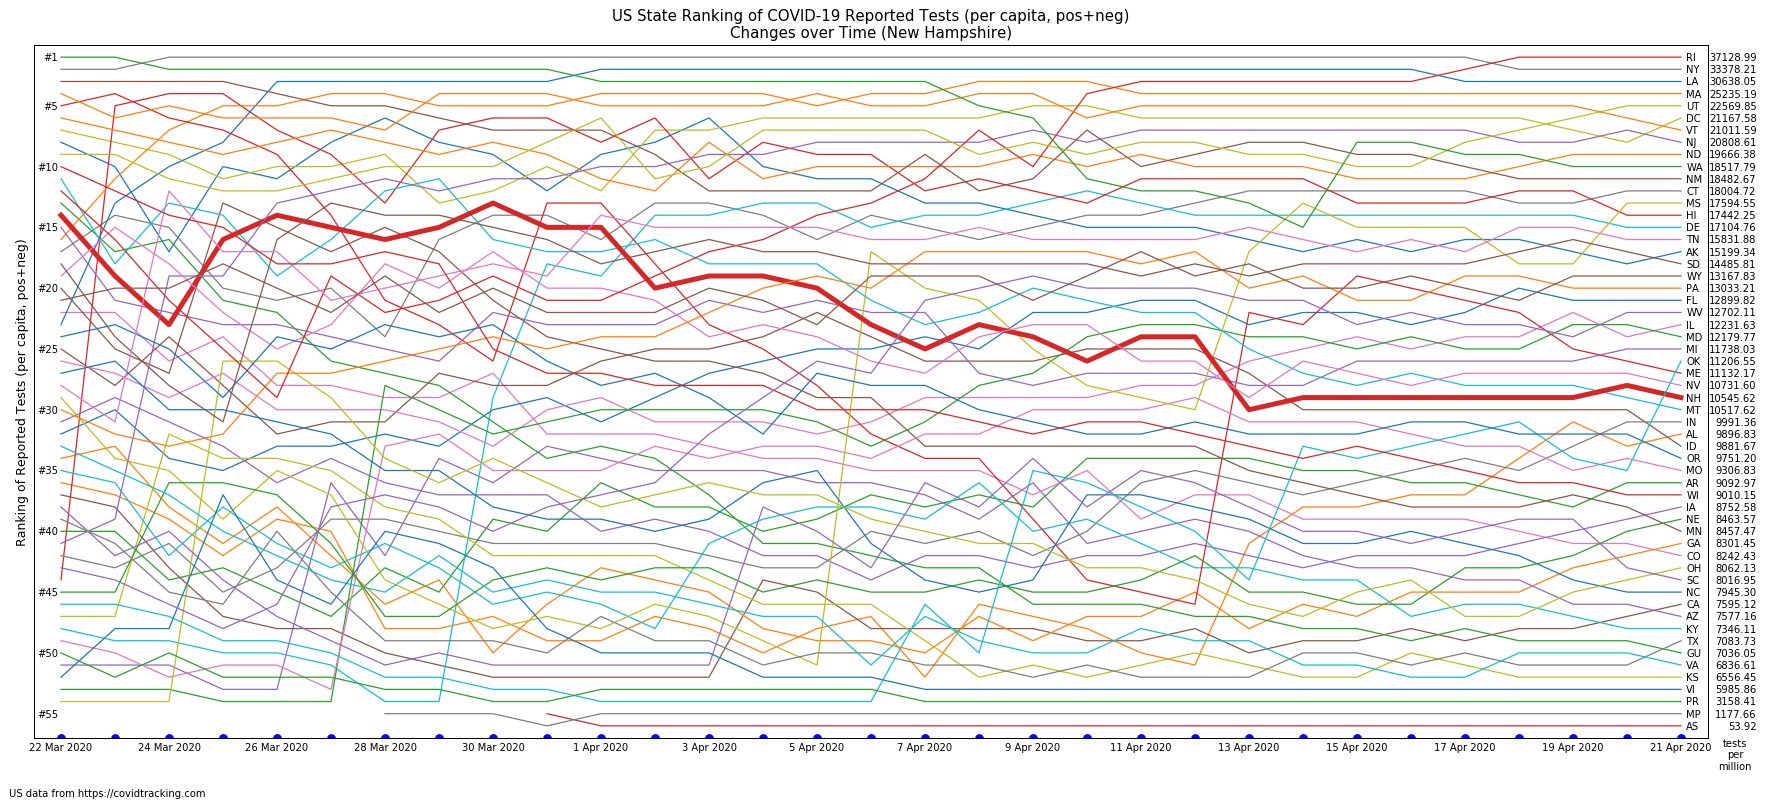 US State Ranking of COVID-19 Reported Tests (per capita, pos+neg)
Changes over Time (New Hampshire)
Ranking of Reported Tests (per capita, pos+neg)
#1
#5
#10
#15
#20
#25
#30
#35
#40
#45
#50
#55
RI 37128.99
NY 33378.21
LA 30638.05
MA 25235.19
UT 22569.85
DC 21167.58
VT 21011.59
NJ 20808.61
ND 19666.38
WA 18517.79
NM 18482.67
CT 18004.72
MS 17594.55
HI 17442.25
DE 17104.76
TN 15831.88
AK 15199.34
SD 14485.81
WY 13167.83
PA 13033.21
FL 12899.82
WV 12702.11
IL 12231.63
MD 12179.77
MI 11738.03
OK 11206.55
ME 11132.17
NV 10731.60
NH 10545.62
MT 10517.62
IN 9991.36
AL 9896.83
ID 9881.67
OR 9751.20
MO 9306.83
AR 9092.97
WI 9010.15
IA 8752.58
NE 8463.57
MN 8457.47
GA 8301.45
CO 8242.43
OH 8062.13
SC 8016.95
NC 7945.30
CA 7595.12
AZ 7577.16
KY 7346.11
TX 7083.73
GU 7036.05
VA 6836.61
KS 6556.45
VI 5985.86
PR 3158.41
MP 1177.66
AS 53.92
22 Mar 2020 24 Mar 2020 26 Mar 2020 28 Mar 2020 30 Mar 2020 1 Apr 2020 3 Apr 2020 5 Apr 2020 7 Apr 2020 9 Apr 2020 11 Apr 2020 13 Apr 2020 15 Apr 2020 17 Apr 2020 19 Apr 2020 21 Apr 2020
tests
per
million
US data from https://covidtracking.com